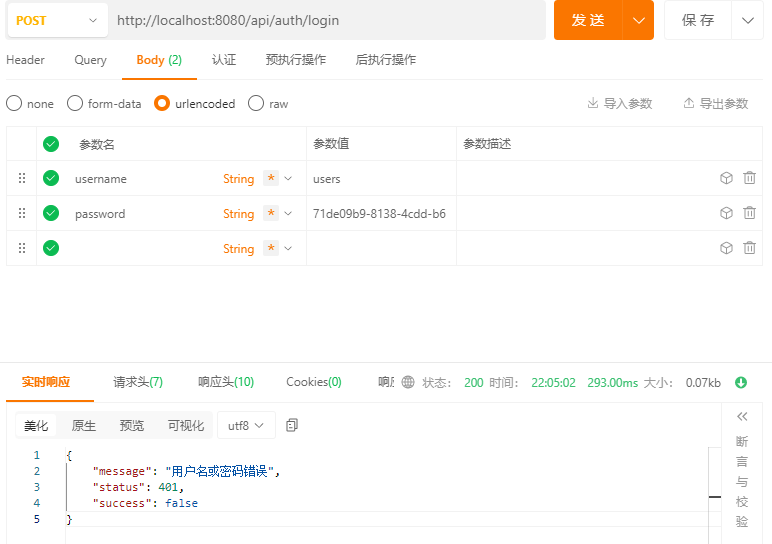 POST http://localhost:8080/api/auth/login 发 送 保 存
Header Query Body (2) 认证 预执行操作 后执行操作
none form-data urlencoded raw 导入参数 导出参数
参数名 参数值 参数描述
username String * users
password String * 71de09b9-8138-4cdd-b6
String *
实时响应 请求头(7) 响应头(10) Cookies(0) 响应 状态： 200 时间： 22:05:02 293.00ms 大小： 0.07kb
美化 原生 预览 可视化 utf8
断言与校验
1 {
2 "message": "用户名或密码错误",
3 "status": 401,
4 "success": false
5 }